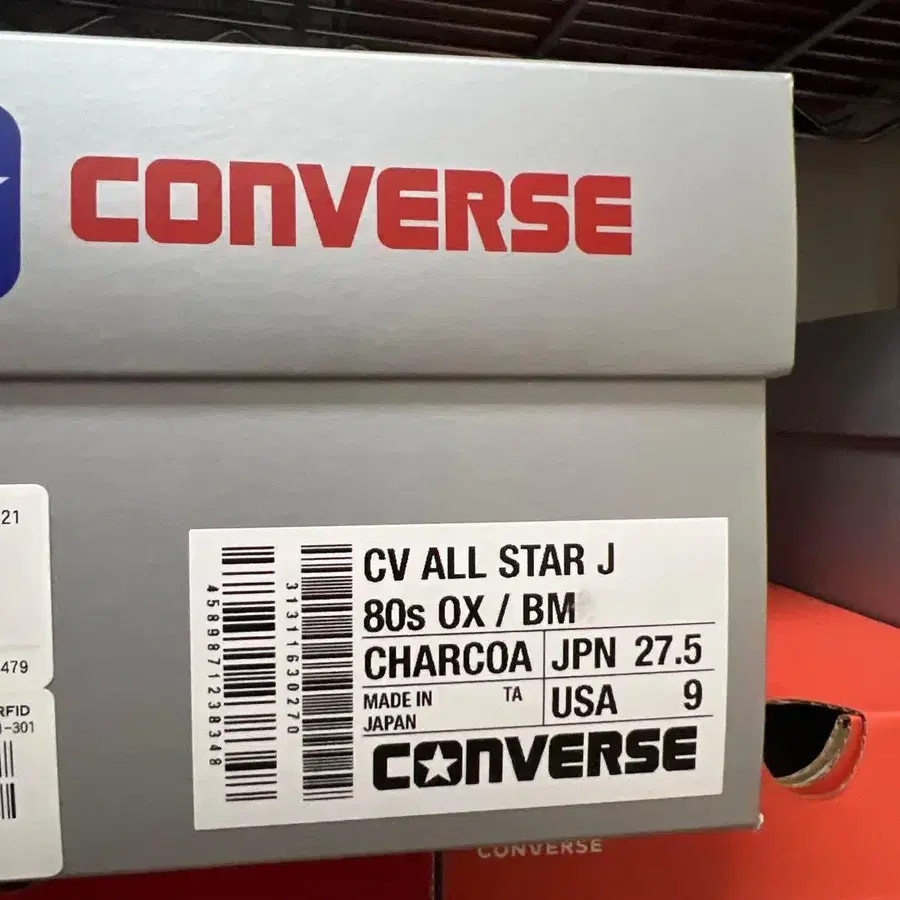 CONVERSE
21
479
RFID
-301
CV ALL STAR J
80s OX / BM
CHARCOA
JPN 27.5
MADE IN
JAPAN
TA
USA 9
CONVERSE
4589871238348
31311630270
CONVERSE